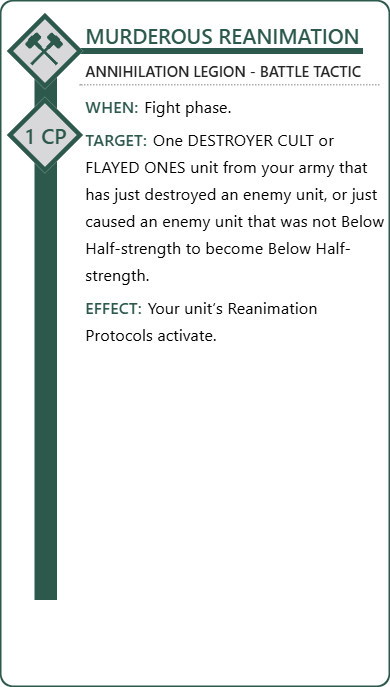 MURDEROUS REANIMATION
ANNIHILATION LEGION - BATTLE TACTIC
WHEN: Fight phase.
1 CP
TARGET: One DESTROYER CULT or
FLAYED ONES unit from your army that
has just destroyed an enemy unit, or just
caused an enemy unit that was not Below
Half-strength to become Below Half-
strength.
EFFECT: Your unit’s Reanimation
Protocols activate.